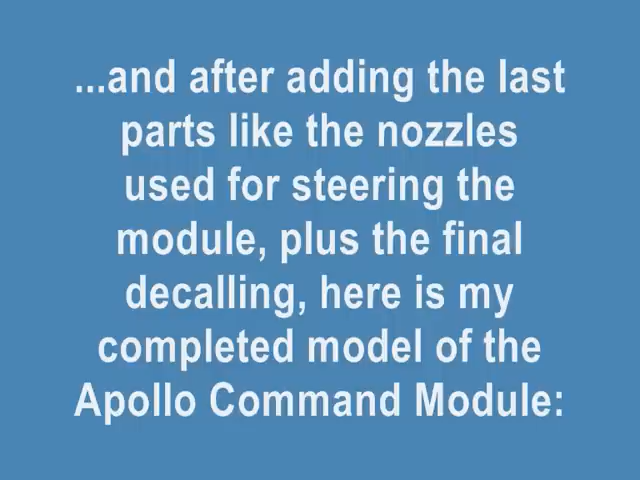 ...and after adding the last
parts like the nozzles
used for steering the
module, plus the final
decalling, here is my
completed model of the
Apollo Command Module: